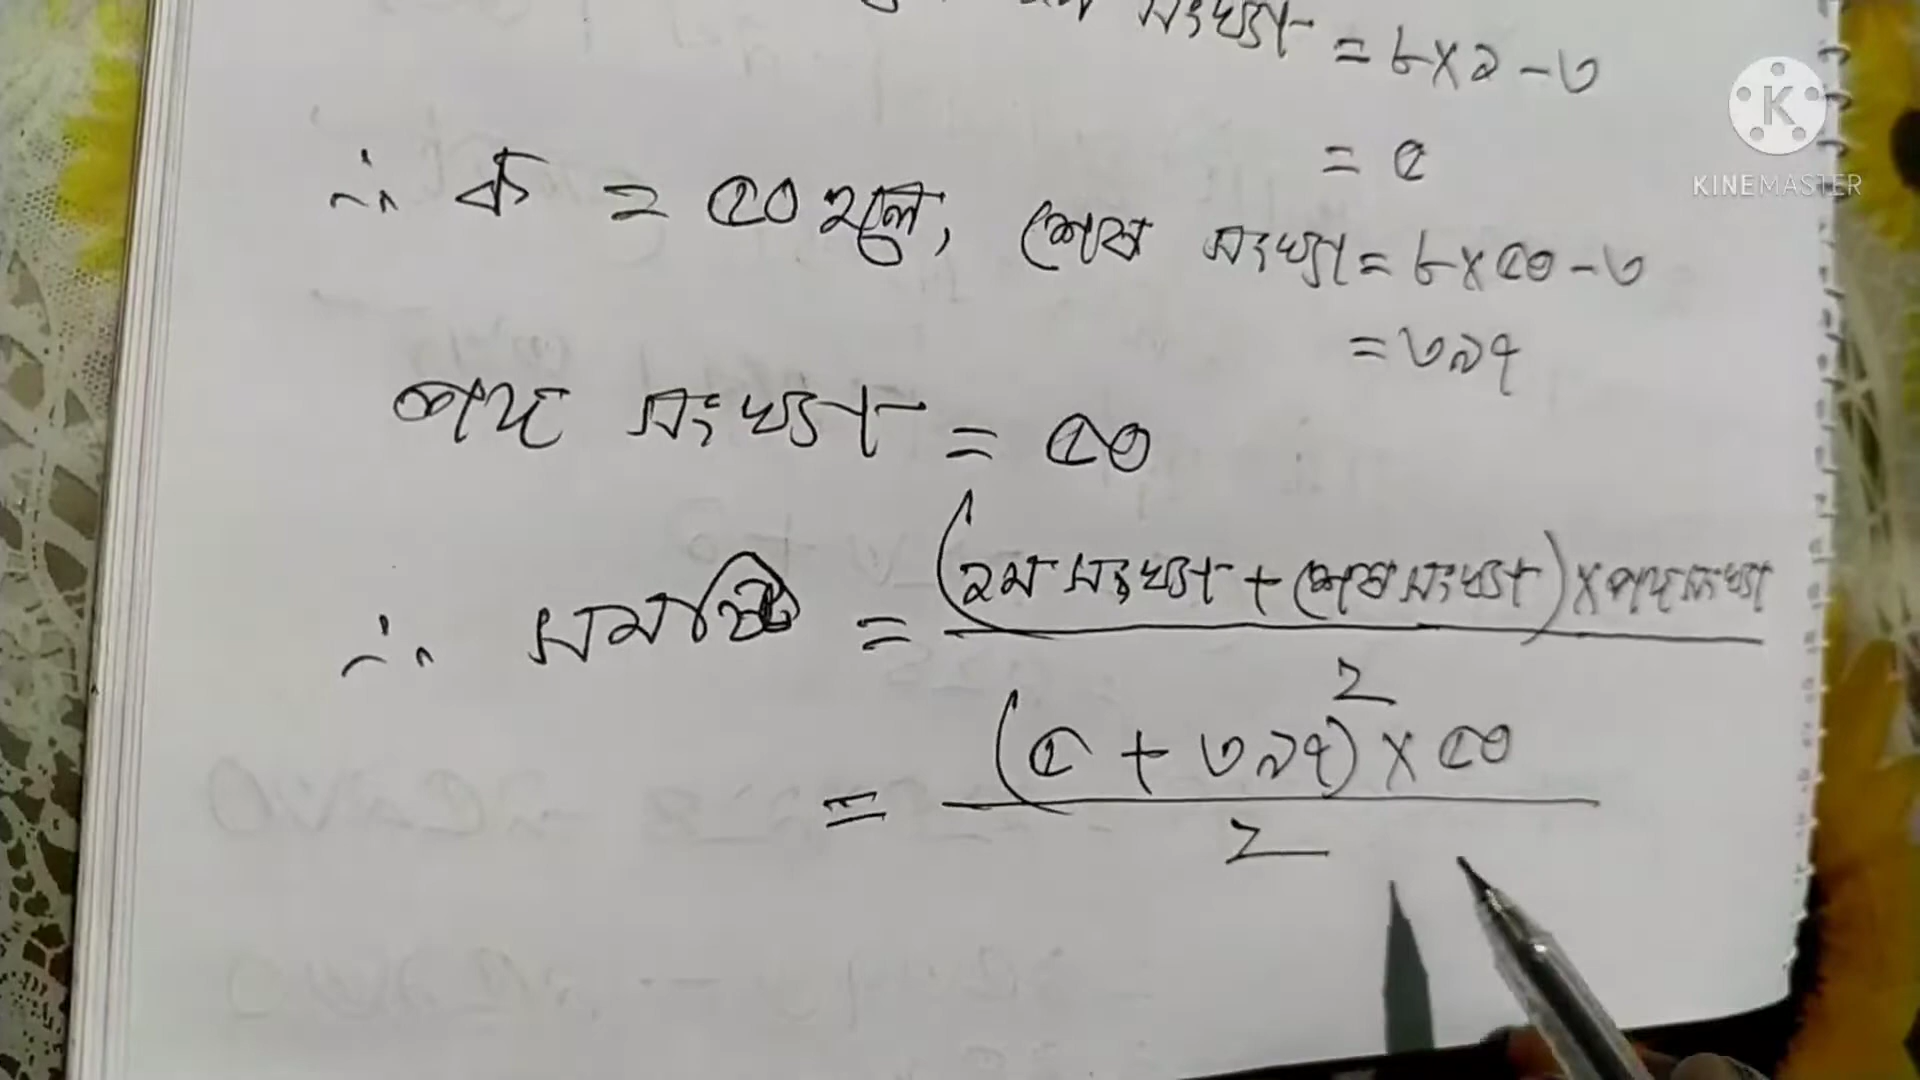 সংখ্যা = ৮×১-৩
= ৫
∴ ক = ৫০ হলে, শেষ সংখ্যা = ৮×৫০-৩
= ৩৯৭
পদ সংখ্যা = ৫০
∴ সমষ্টি = (১ম সংখ্যা + শেষ সংখ্যা)×পদসংখ্যা
2
= (৫ + ৩৯৭)×৫০
2
K
KINEMASTER